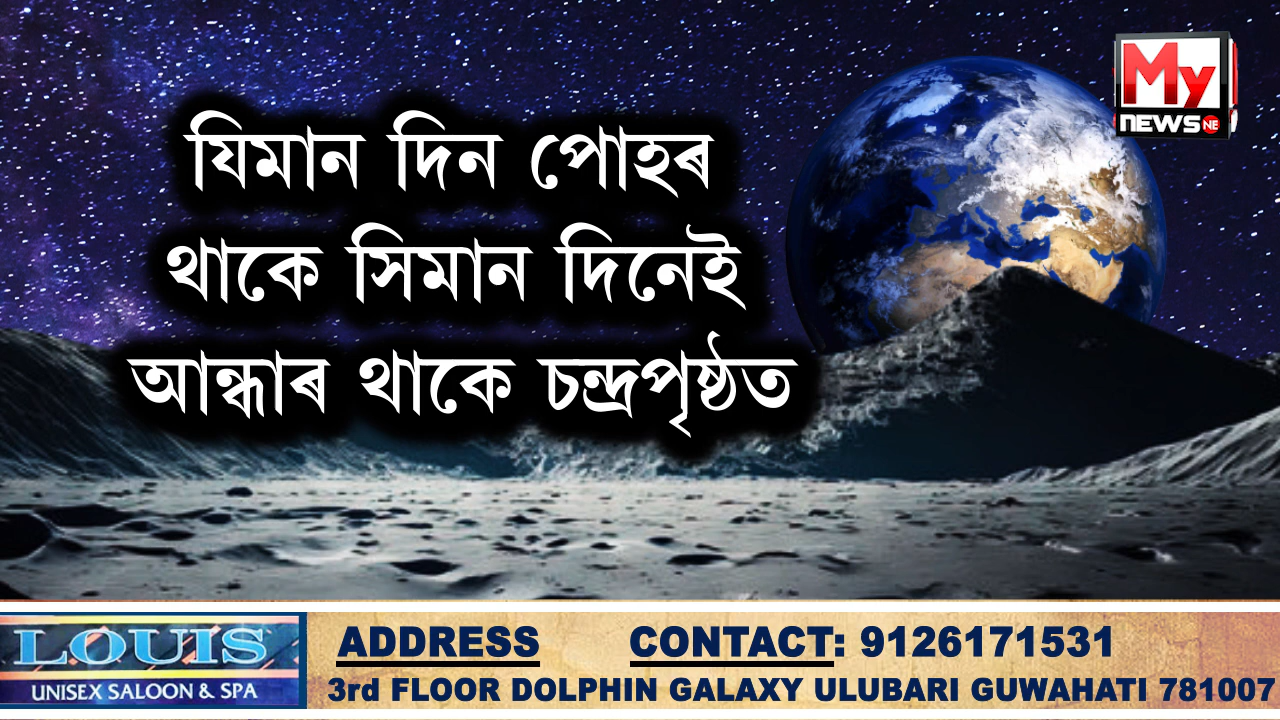 My
NEWS NE
যিমান দিন পোহৰ
থাকে সিমান দিনেই
আন্ধাৰ থাকে চন্দ্ৰপৃষ্ঠত
LOUIS
UNISEX SALOON & SPA
ADDRESS CONTACT: 9126171531
3rd FLOOR DOLPHIN GALAXY ULUBARI GUWAHATI 781007